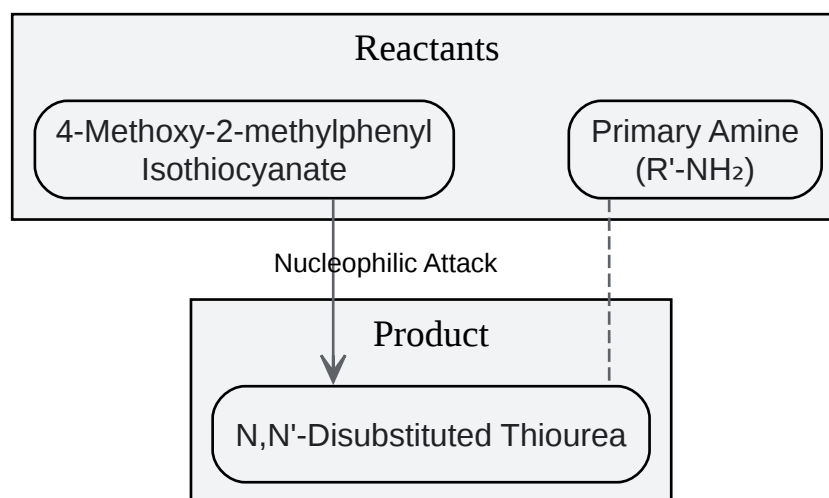 Reactants
4-Methoxy-2-methylphenyl
Isothiocyanate
Primary Amine
(R'-NH₂)
Nucleophilic Attack
Product
N,N'-Disubstituted Thiourea